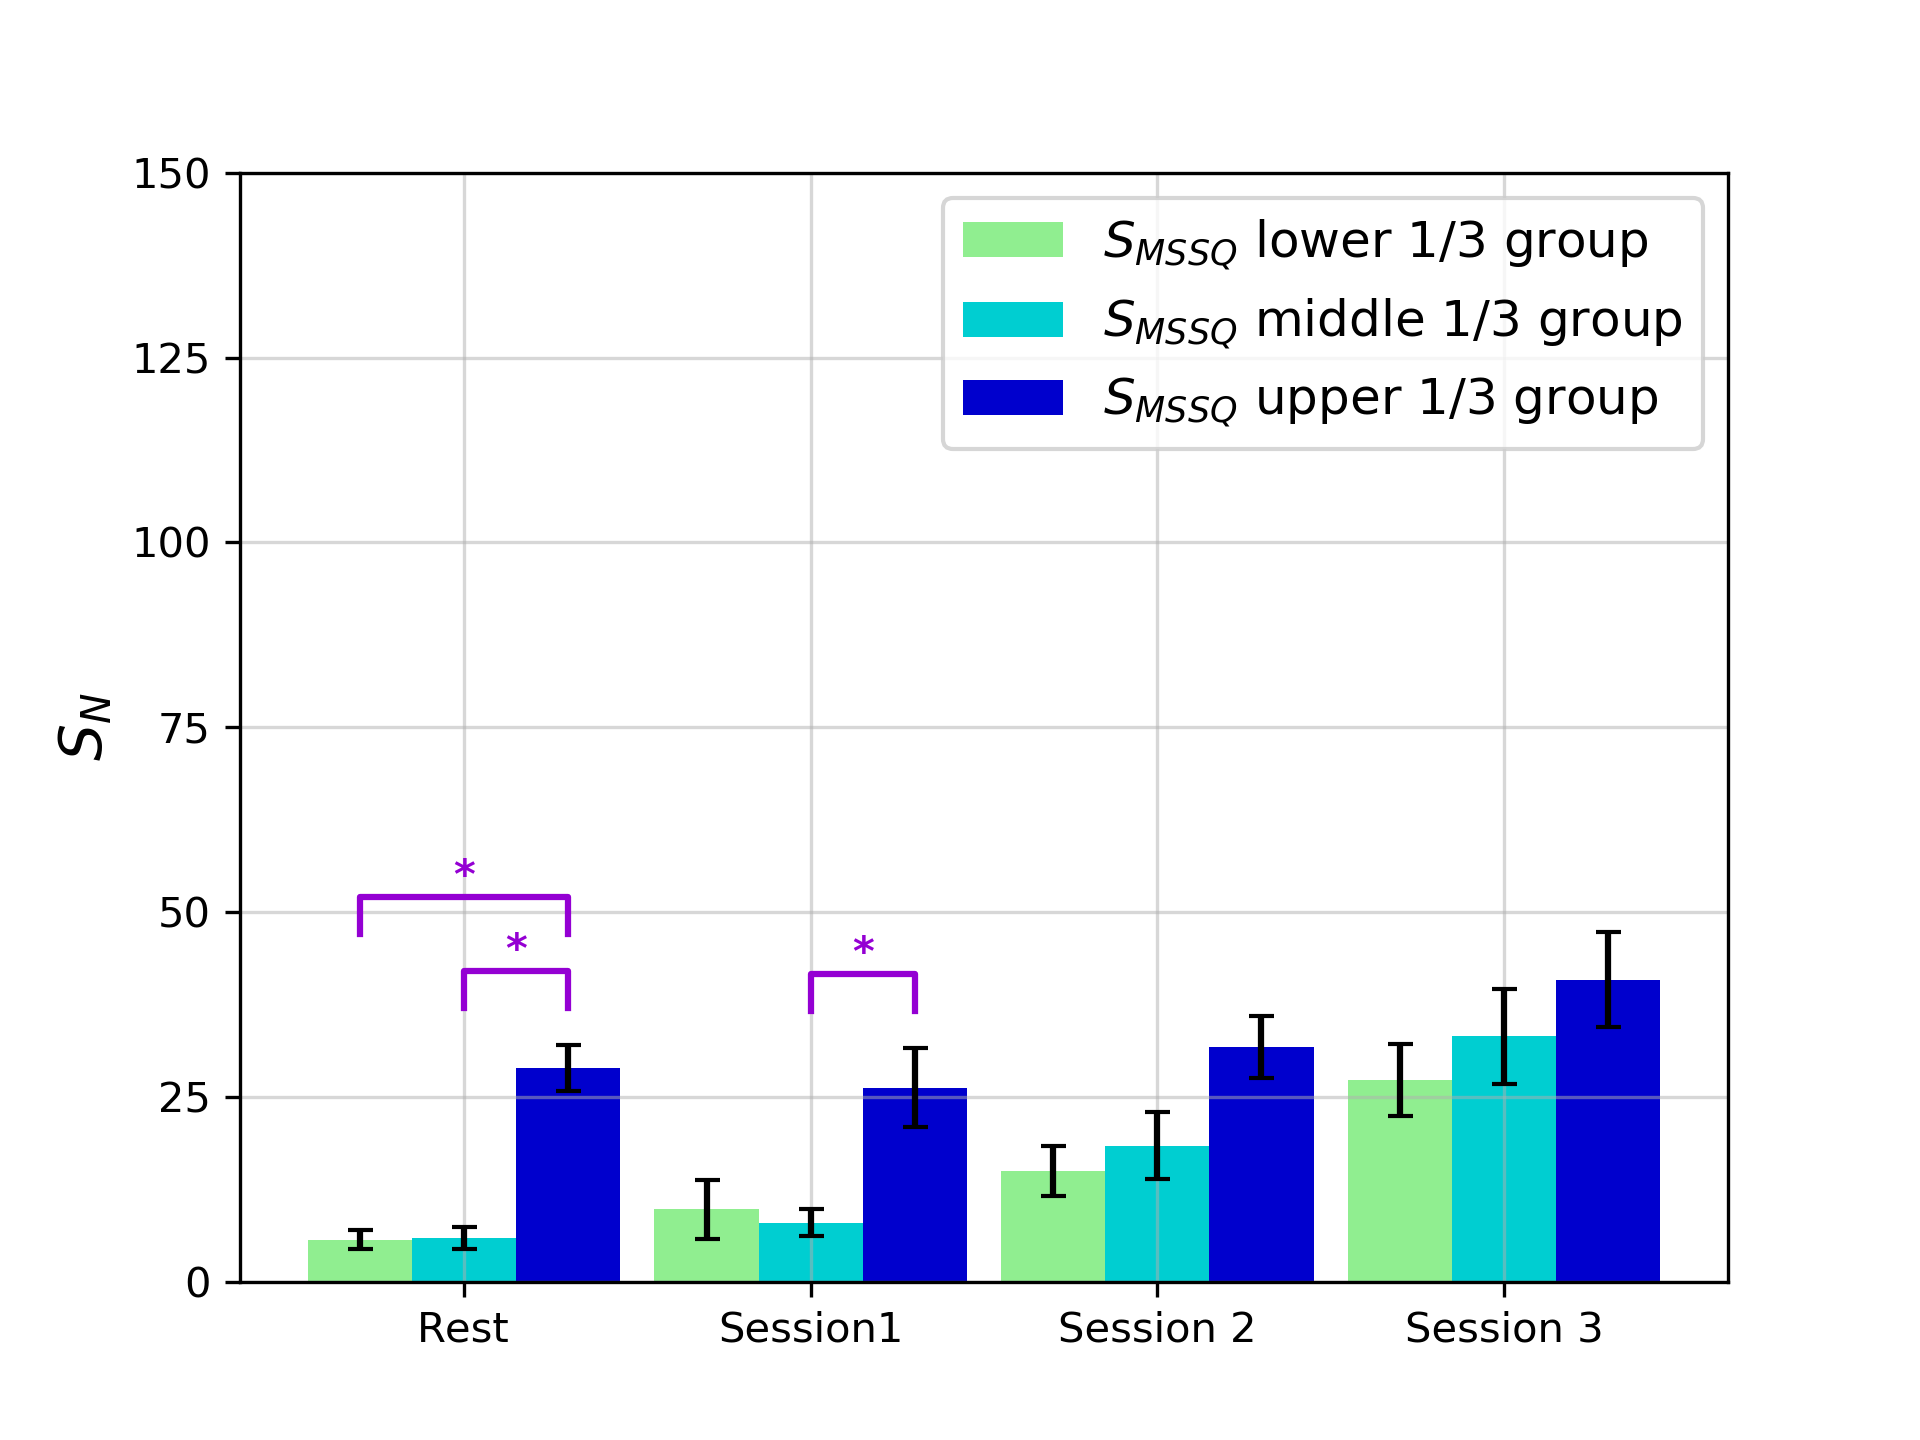 150
125
100
75
50
25
0
S_N
S_MSSQ lower 1/3 group
S_MSSQ middle 1/3 group
S_MSSQ upper 1/3 group
*
*
*
Rest
Session1
Session 2
Session 3